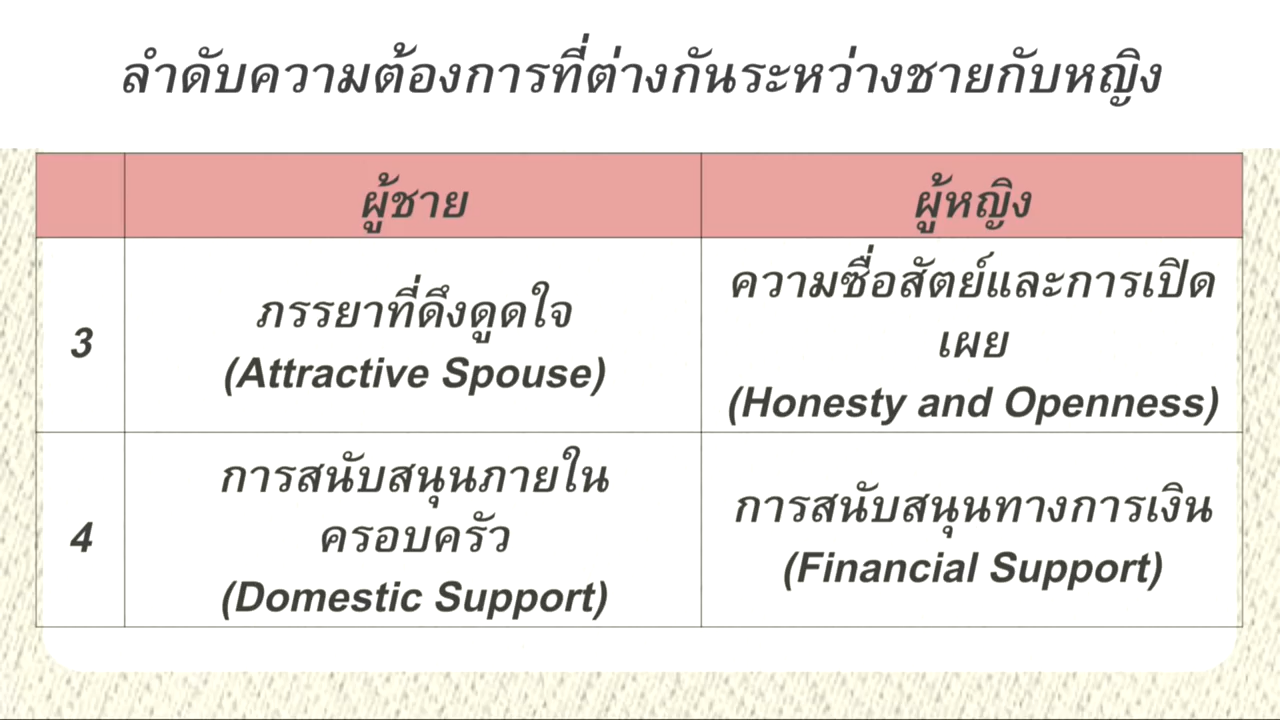 ลำดับความต้องการที่ต่างกันระหว่างชายกับหญิง
ผู้ชาย
ผู้หญิง
3
ภรรยาที่ดึงดูดใจ
(Attractive Spouse)
ความซื่อสัตย์และการเปิด
เผย
(Honesty and Openness)
4
การสนับสนุนภายใน
ครอบครัว
(Domestic Support)
การสนับสนุนทางการเงิน
(Financial Support)